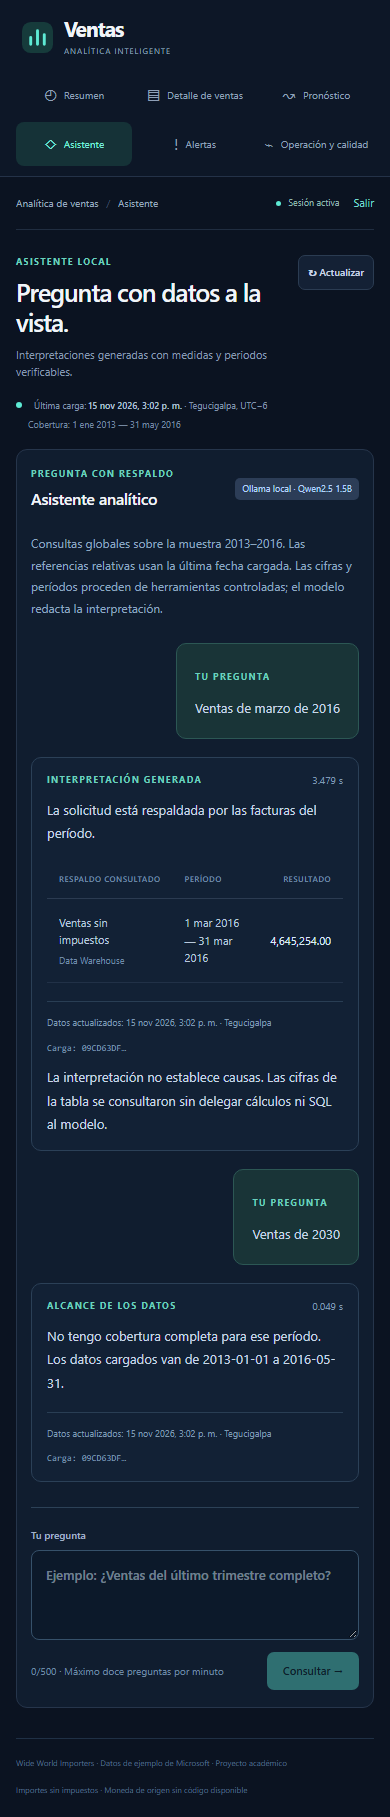 Ventas
ANALÍTICA INTELIGENTE
Resumen
Detalle de ventas
Pronóstico
Asistente
Alertas
Operación y calidad
Analítica de ventas / Asistente
Sesión activa
Salir
ASISTENTE LOCAL
↻ Actualizar
Pregunta con datos a la
vista.
Interpretaciones generadas con medidas y periodos
verificables.
Última carga: 15 nov 2026, 3:02 p. m. · Tegucigalpa, UTC−6
Cobertura: 1 ene 2013 — 31 may 2016
PREGUNTA CON RESPALDO
Asistente analítico
Ollama local · Qwen2.5 1.5B
Consultas globales sobre la muestra 2013–2016. Las
referencias relativas usan la última fecha cargada. Las cifras y
períodos proceden de herramientas controladas; el modelo
redacta la interpretación.
TU PREGUNTA
Ventas de marzo de 2016
INTERPRETACIÓN GENERADA
3.479 s
La solicitud está respaldada por las facturas del
período.
RESPALDO CONSULTADO PERÍODO RESULTADO
Ventas sin
impuestos
Data Warehouse
1 mar 2016
— 31 mar
2016
4,645,254.00
Datos actualizados: 15 nov 2026, 3:02 p. m. · Tegucigalpa
Carga: 09CD63DF…
La interpretación no establece causas. Las cifras de
la tabla se consultaron sin delegar cálculos ni SQL
al modelo.
TU PREGUNTA
Ventas de 2030
ALCANCE DE LOS DATOS
0.049 s
No tengo cobertura completa para ese período.
Los datos cargados van de 2013-01-01 a 2016-05-
31.
Datos actualizados: 15 nov 2026, 3:02 p. m. · Tegucigalpa
Carga: 09CD63DF…
Tu pregunta
Ejemplo: ¿Ventas del último trimestre completo?
0/500 · Máximo doce preguntas por minuto
Consultar →
Wide World Importers · Datos de ejemplo de Microsoft · Proyecto académico
Importes sin impuestos · Moneda de origen sin código disponible